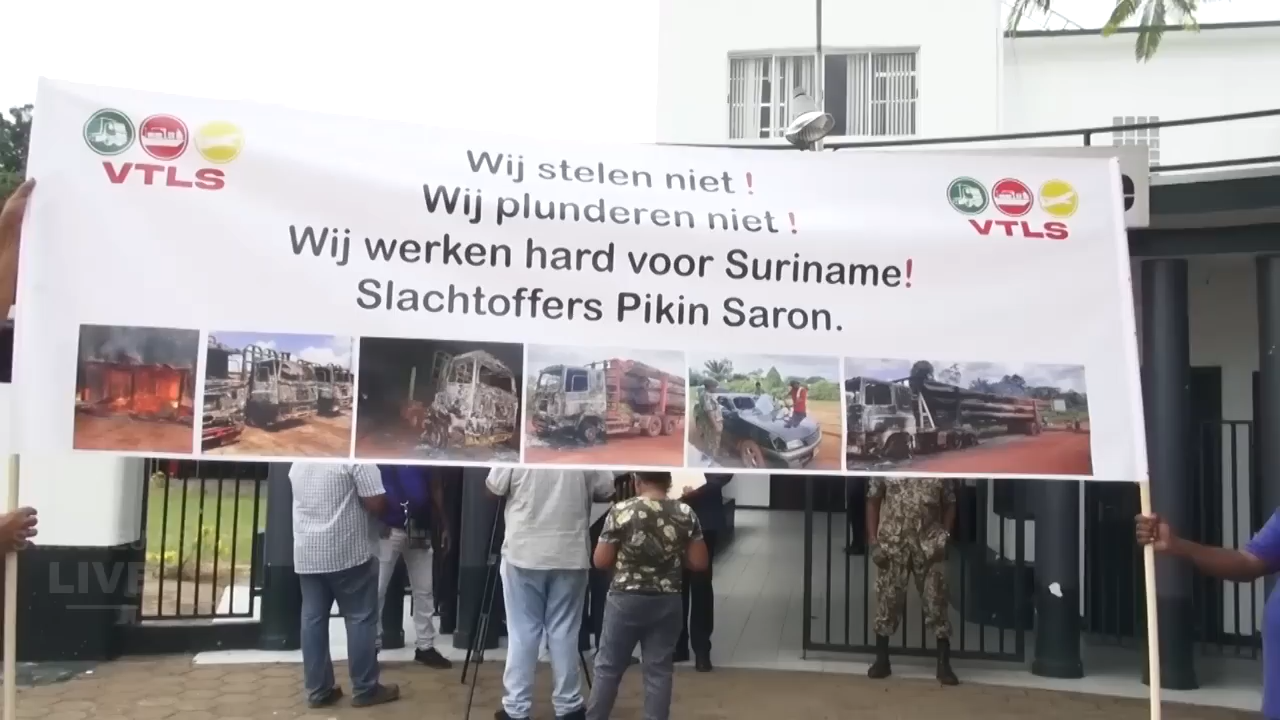 VTLS
Wij stelen niet !
Wij plunderen niet !
Wij werken hard voor Suriname!
Slachtoffers Pikin Saron.
VTLS
LIVE